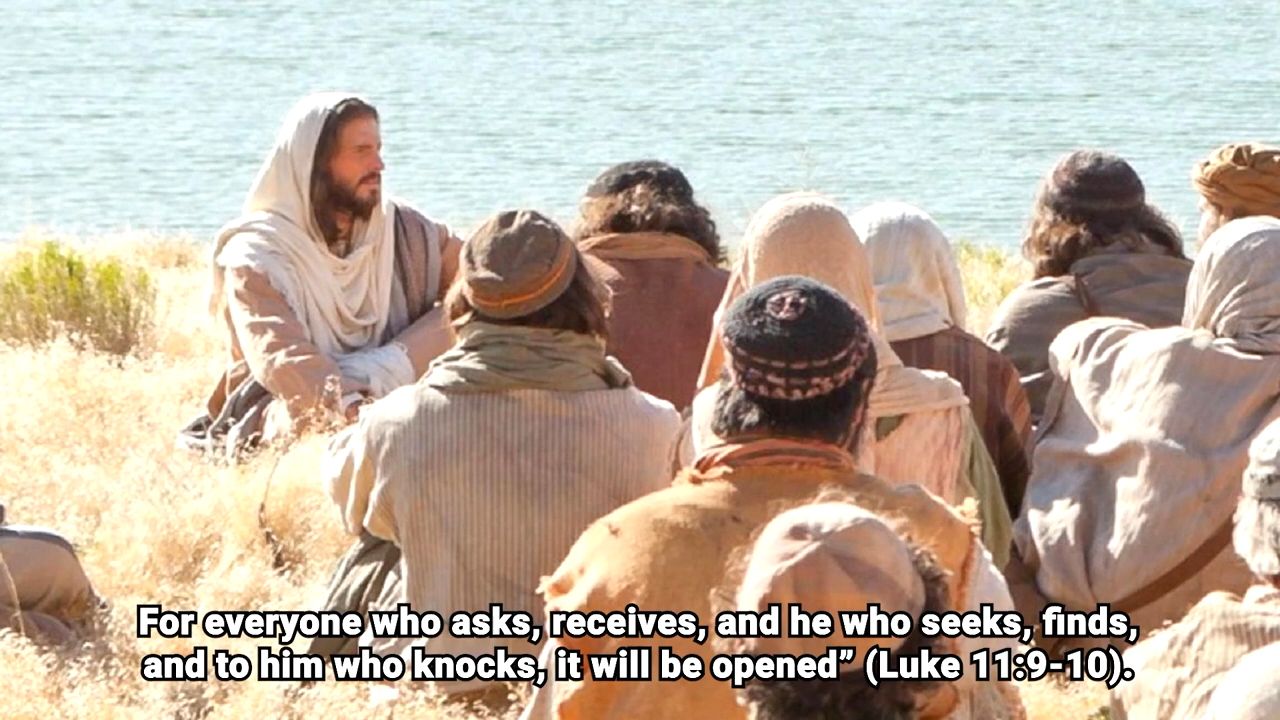 For everyone who asks, receives, and he who seeks, finds,
and to him who knocks, it will be opened” (Luke 11:9-10).